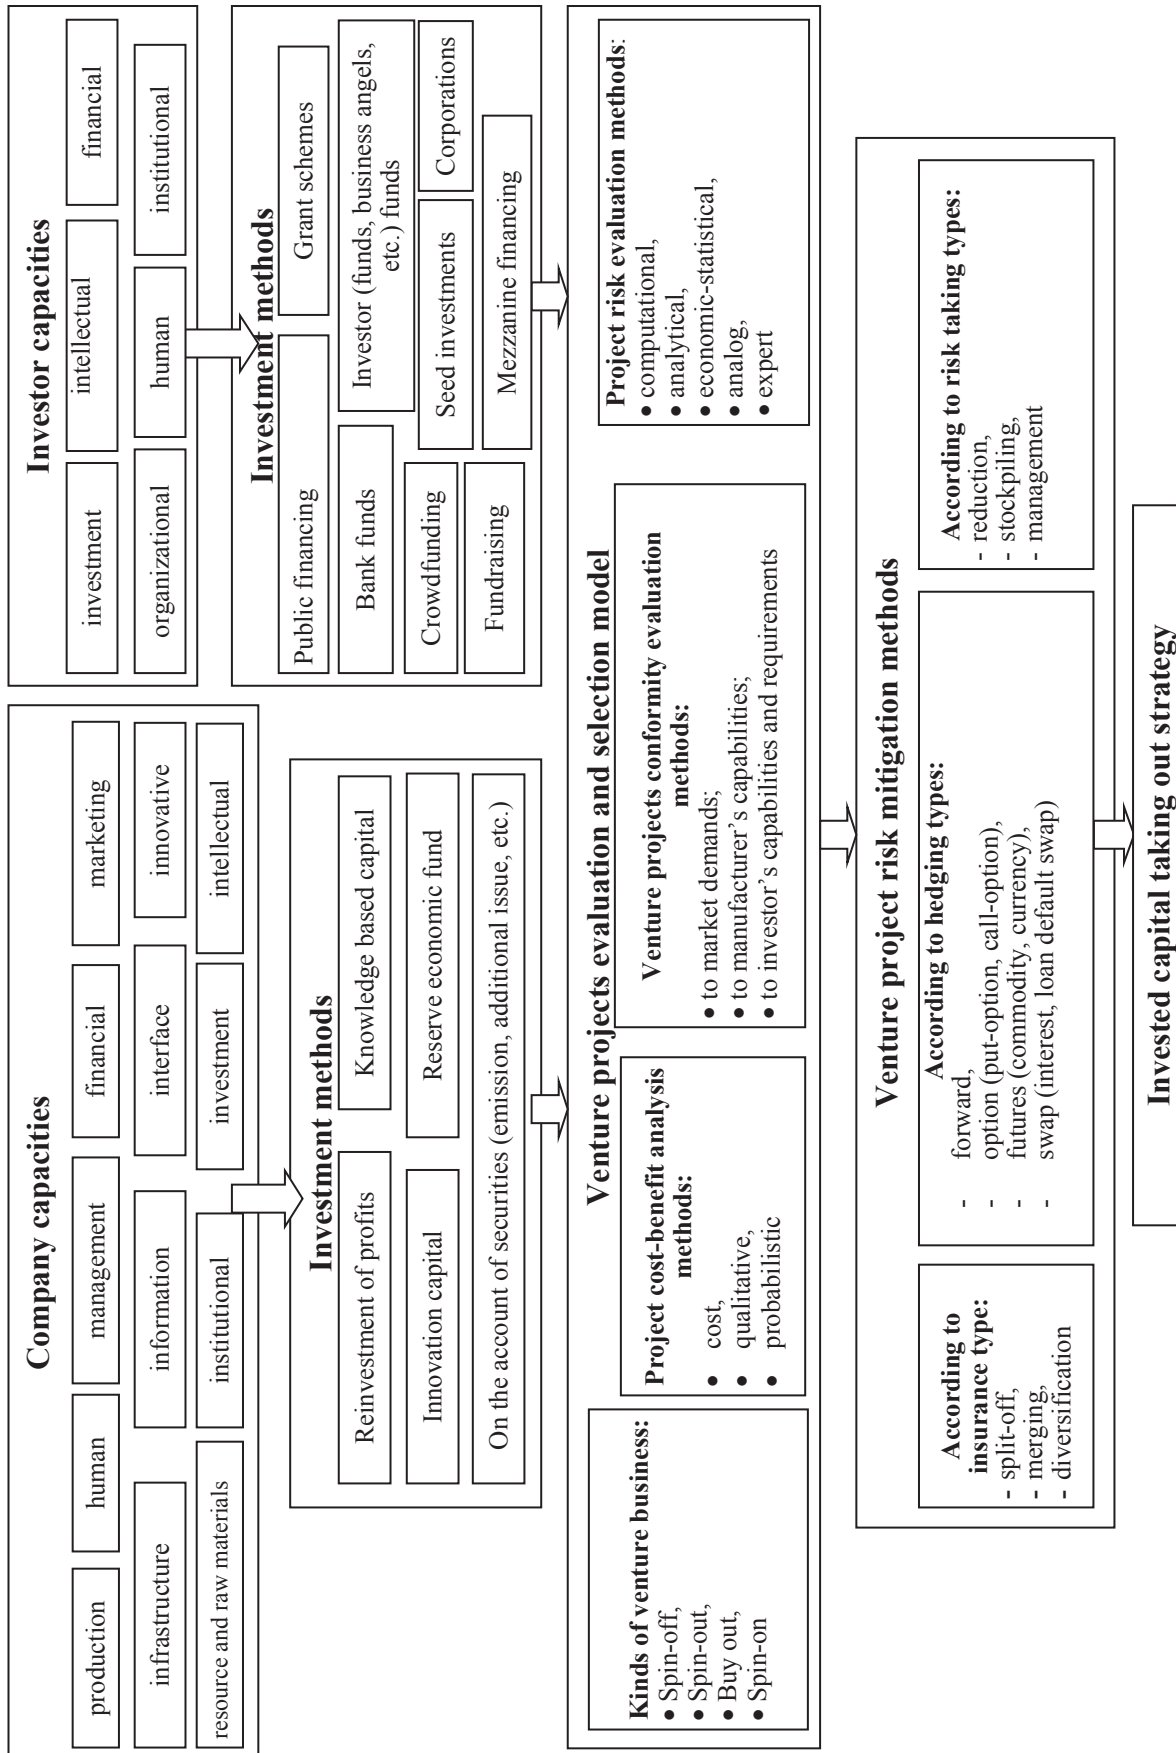 Company capacities
production
human
management
financial
marketing
infrastructure
information
interface
innovative
resource and raw materials
institutional
investment
intellectual
Investor capacities
investment
intellectual
financial
organizational
human
institutional
Investment methods
Reinvestment of profits
Knowledge based capital
Innovation capital
Reserve economic fund
On the account of securities (emission, additional issue, etc.)
Investment methods
Public financing
Grant schemes
Bank funds
Investor (funds, business angels,
etc.) funds
Crowdfunding
Seed investments
Corporations
Fundraising
Mezzanine financing
Venture projects evaluation and selection model
Kinds of venture business:
• Spin-off,
• Spin-out,
• Buy out,
• Spin-on
Project cost-benefit analysis
methods:
• cost,
• qualitative,
• probabilistic
Venture projects conformity evaluation
methods:
• to market demands;
• to manufacturer's capabilities;
• to investor's capabilities and requirements
Project risk evaluation methods:
• computational,
• analytical,
• economic-statistical,
• analog,
• expert
Venture project risk mitigation methods
According to
insurance type:
- split-off,
- merging,
- diversification
According to hedging types:
- forward,
- option (put-option, call-option),
- futures (commodity, currency),
- swap (interest, loan default swap)
According to risk taking types:
- reduction,
- stockpiling,
- management
Invested capital taking out strategy